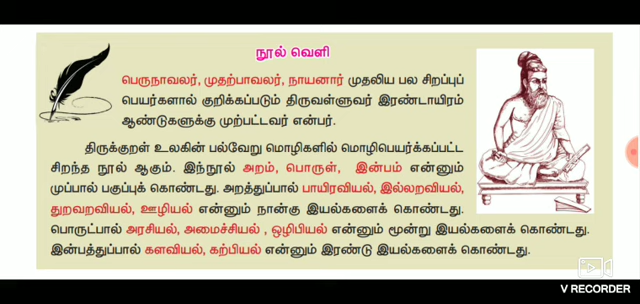 நூல் வெளி
பெருநாவலர், முதற்பாவலர், நாயனார் முதலிய பல சிறப்புப்
பெயர்களால் குறிக்கப்படும் திருவள்ளுவர் இரண்டாயிரம்
ஆண்டுகளுக்கு முற்பட்டவர் என்பர்.
திருக்குறள் உலகின் பல்வேறு மொழிகளில் மொழிபெயர்க்கப்பட்ட
சிறந்த நூல் ஆகும். இந்நூல் அறம், பொருள், இன்பம் என்னும்
முப்பால் பகுப்புக் கொண்டது. அறத்துப்பால் பாயிரவியல், இல்லறவியல்,
துறவறவியல், ஊழியல் என்னும் நான்கு இயல்களைக் கொண்டது.
பொருட்பால் அரசியல், அமைச்சியல் , ஒழிபியல் என்னும் மூன்று இயல்களைக் கொண்டது.
இன்பத்துப்பால் களவியல், கற்பியல் என்னும் இரண்டு இயல்களைக் கொண்டது.
V RECORDER